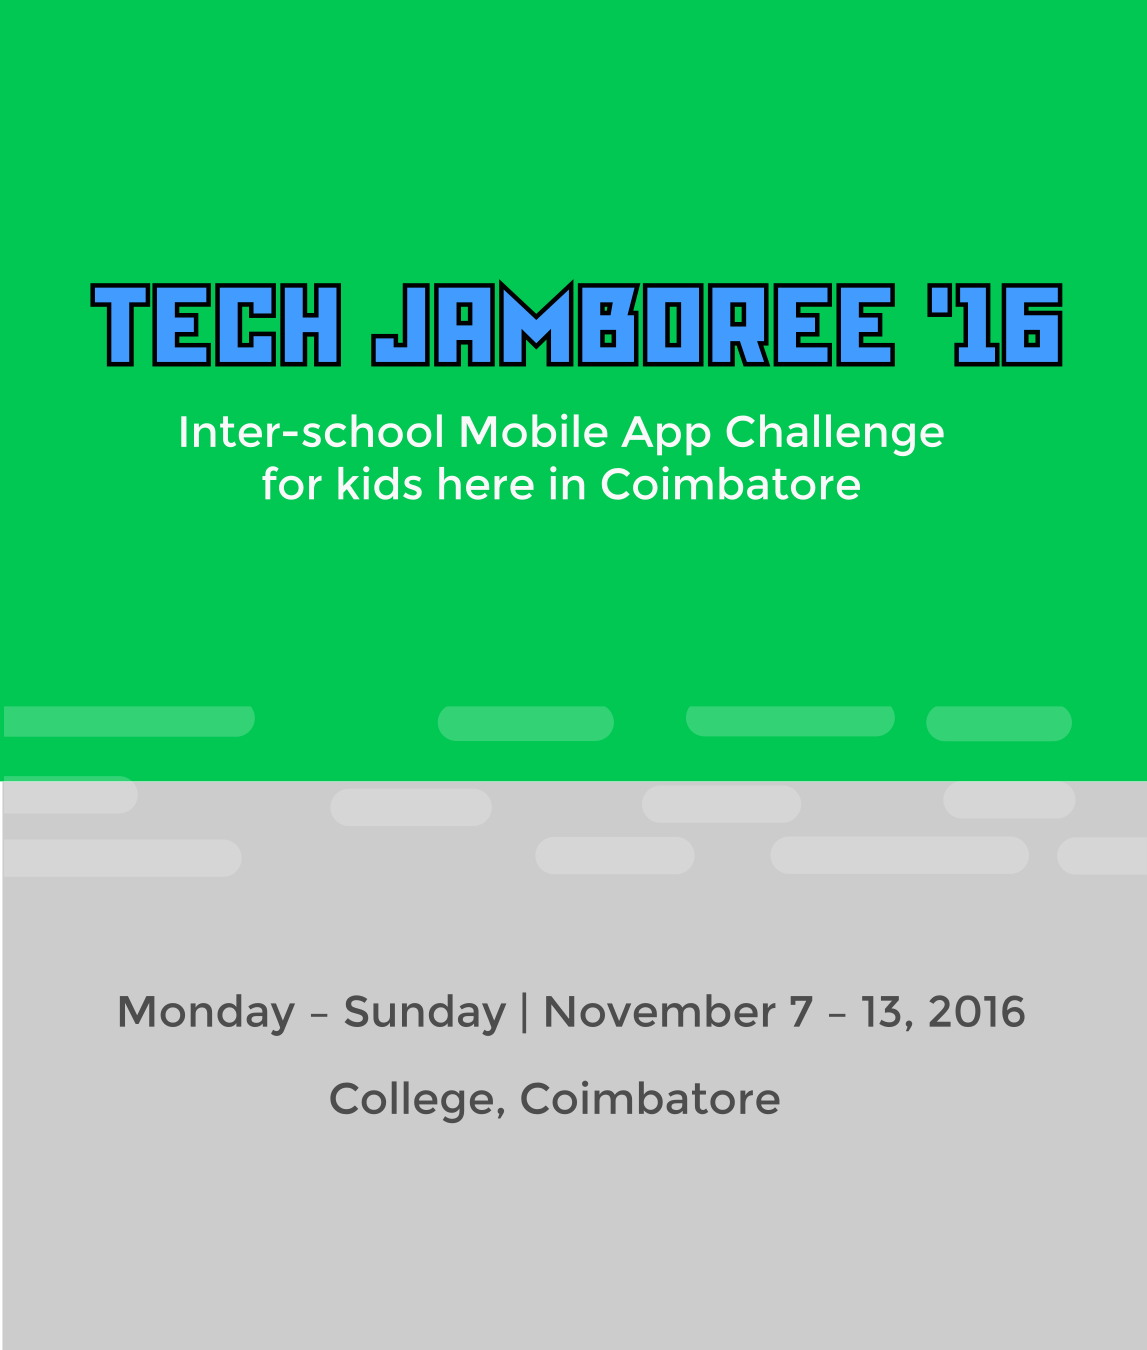 TECH JAMBOREE '16
Inter-school Mobile App Challenge
for kids here in Coimbatore
Monday – Sunday | November 7 – 13, 2016
College, Coimbatore